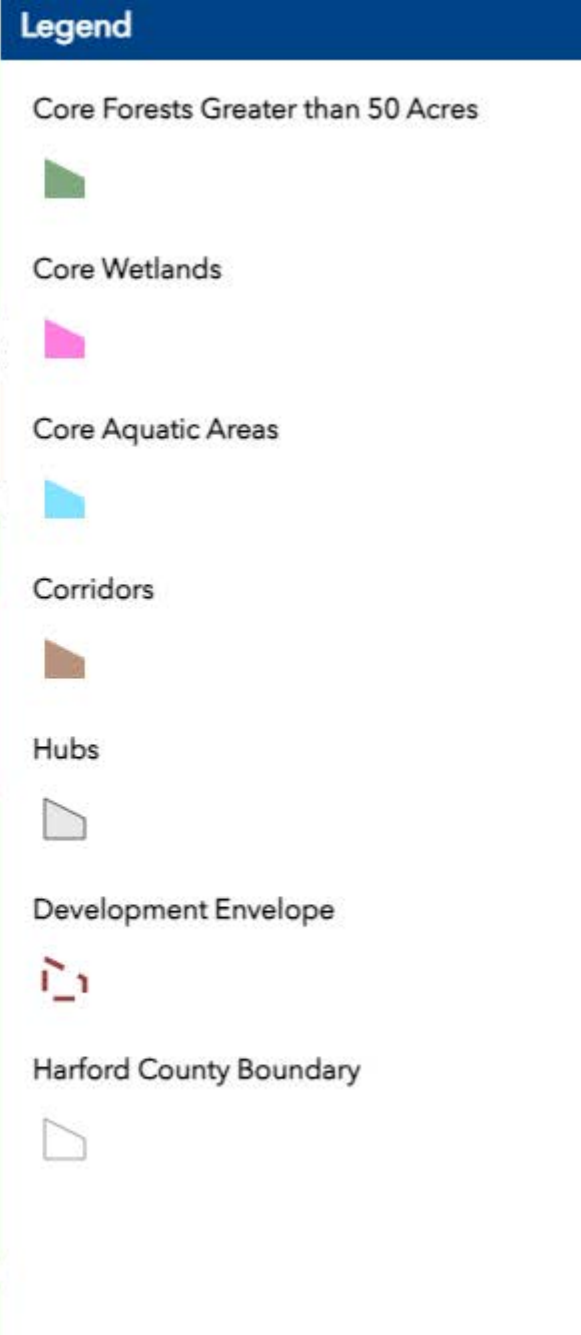 Legend
Core Forests Greater than 50 Acres
Core Wetlands
Core Aquatic Areas
Corridors
Hubs
Development Envelope
Harford County Boundary